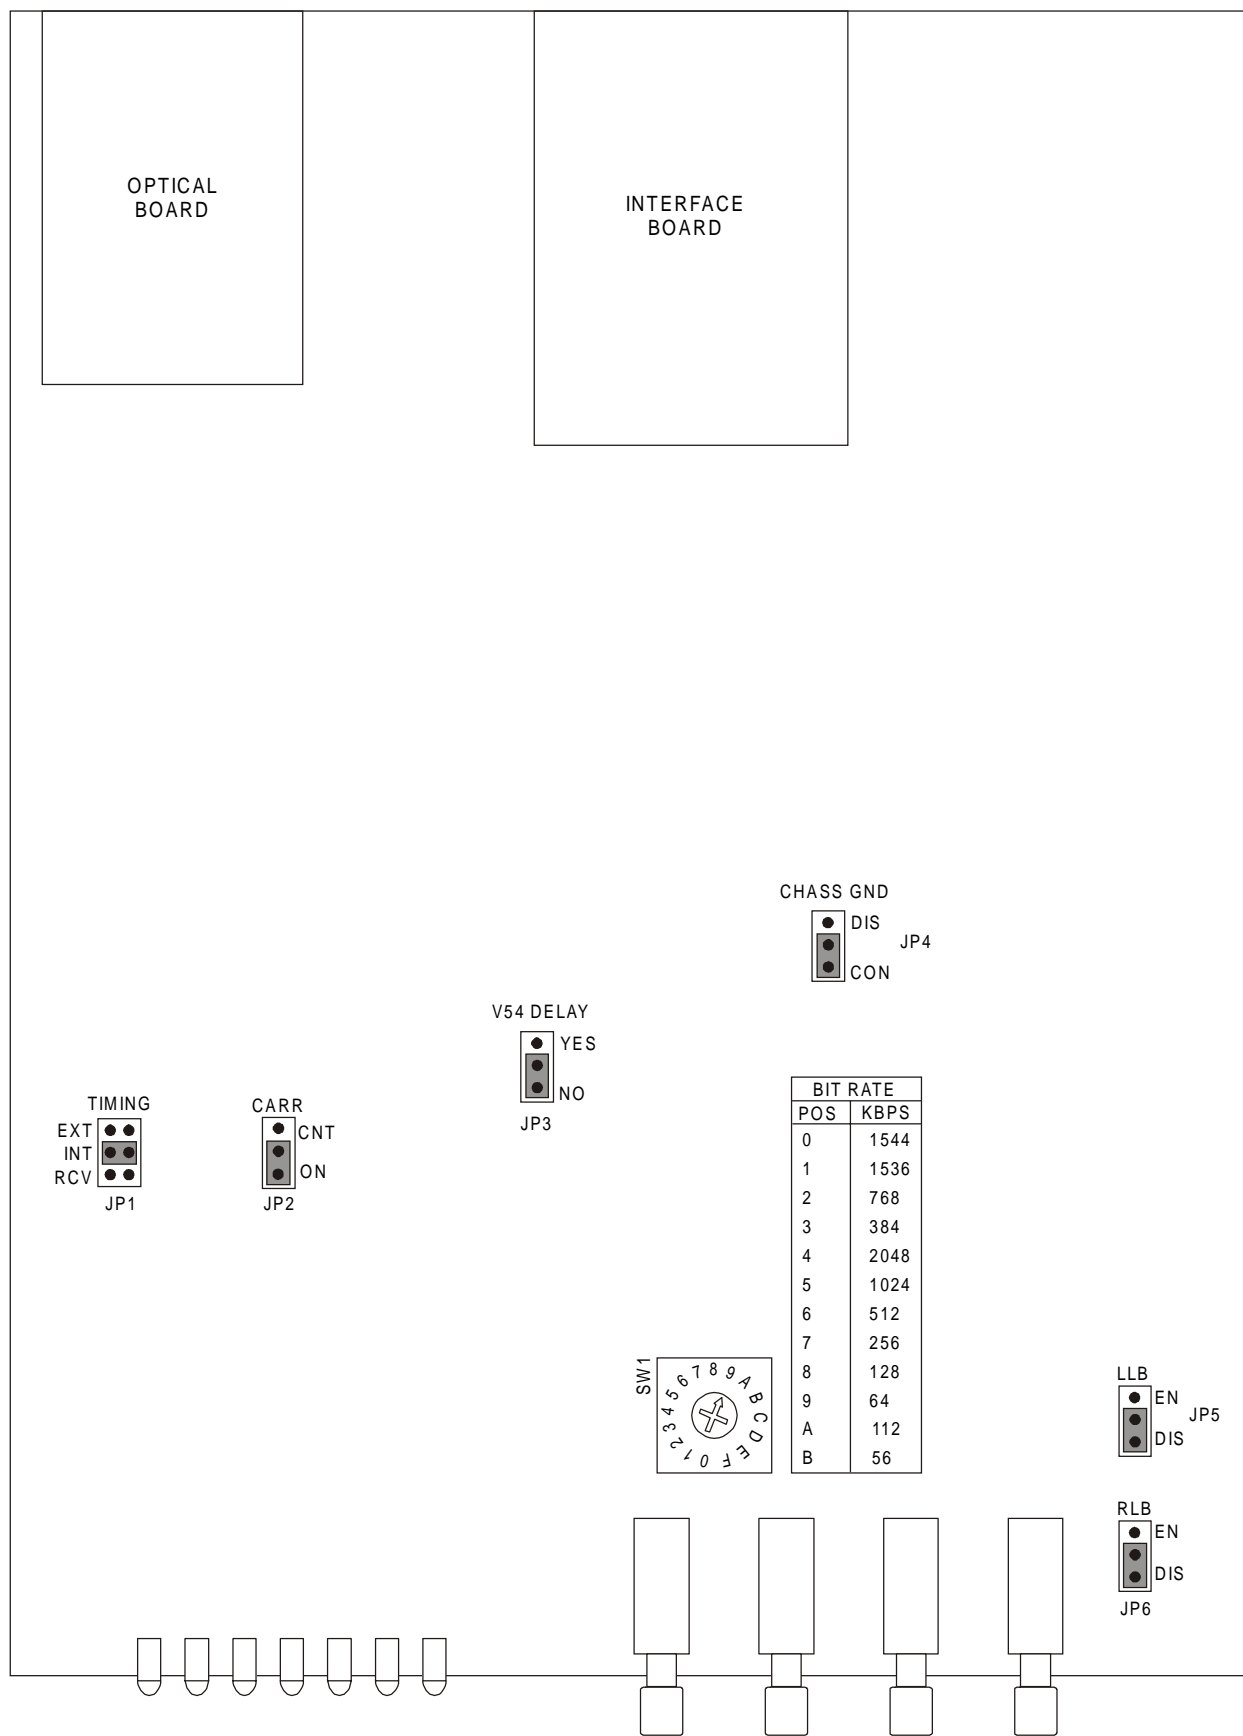 OPTICAL
BOARD
INTERFACE
BOARD
CHASS GND
DIS
JP4
CON
V54 DELAY
YES
NO
JP3
TIMING
EXT
INT
RCV
JP1
CARR
CNT
ON
JP2
BIT RATE
POS KBPS
0 1544
1 1536
2 768
3 384
4 2048
5 1024
6 512
7 256
8 128
9 64
A 112
B 56
SW1
0 1 2 3 4 5 6 7 8 9 A B C D E F
LLB
EN
JP5
DIS
RLB
EN
DIS
JP6